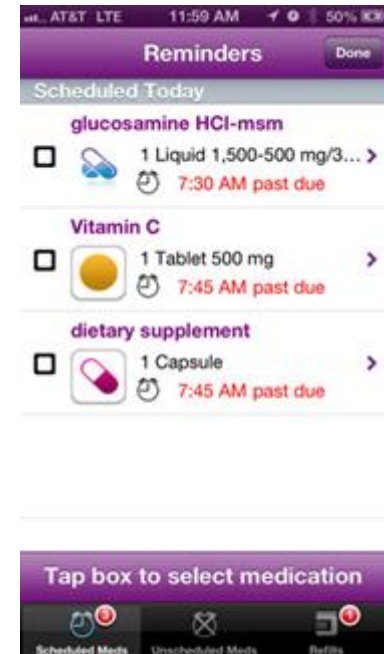 AT&T LTE 11:59 AM 50%
Reminders Done
Scheduled Today
glucosamine HCI-msm
1 Liquid 1,500-500 mg/3...
7:30 AM past due
Vitamin C
1 Tablet 500 mg
7:45 AM past due
dietary supplement
1 Capsule
7:45 AM past due
Tap box to select medication
3 1
Scheduled Meds Unscheduled Meds Refills